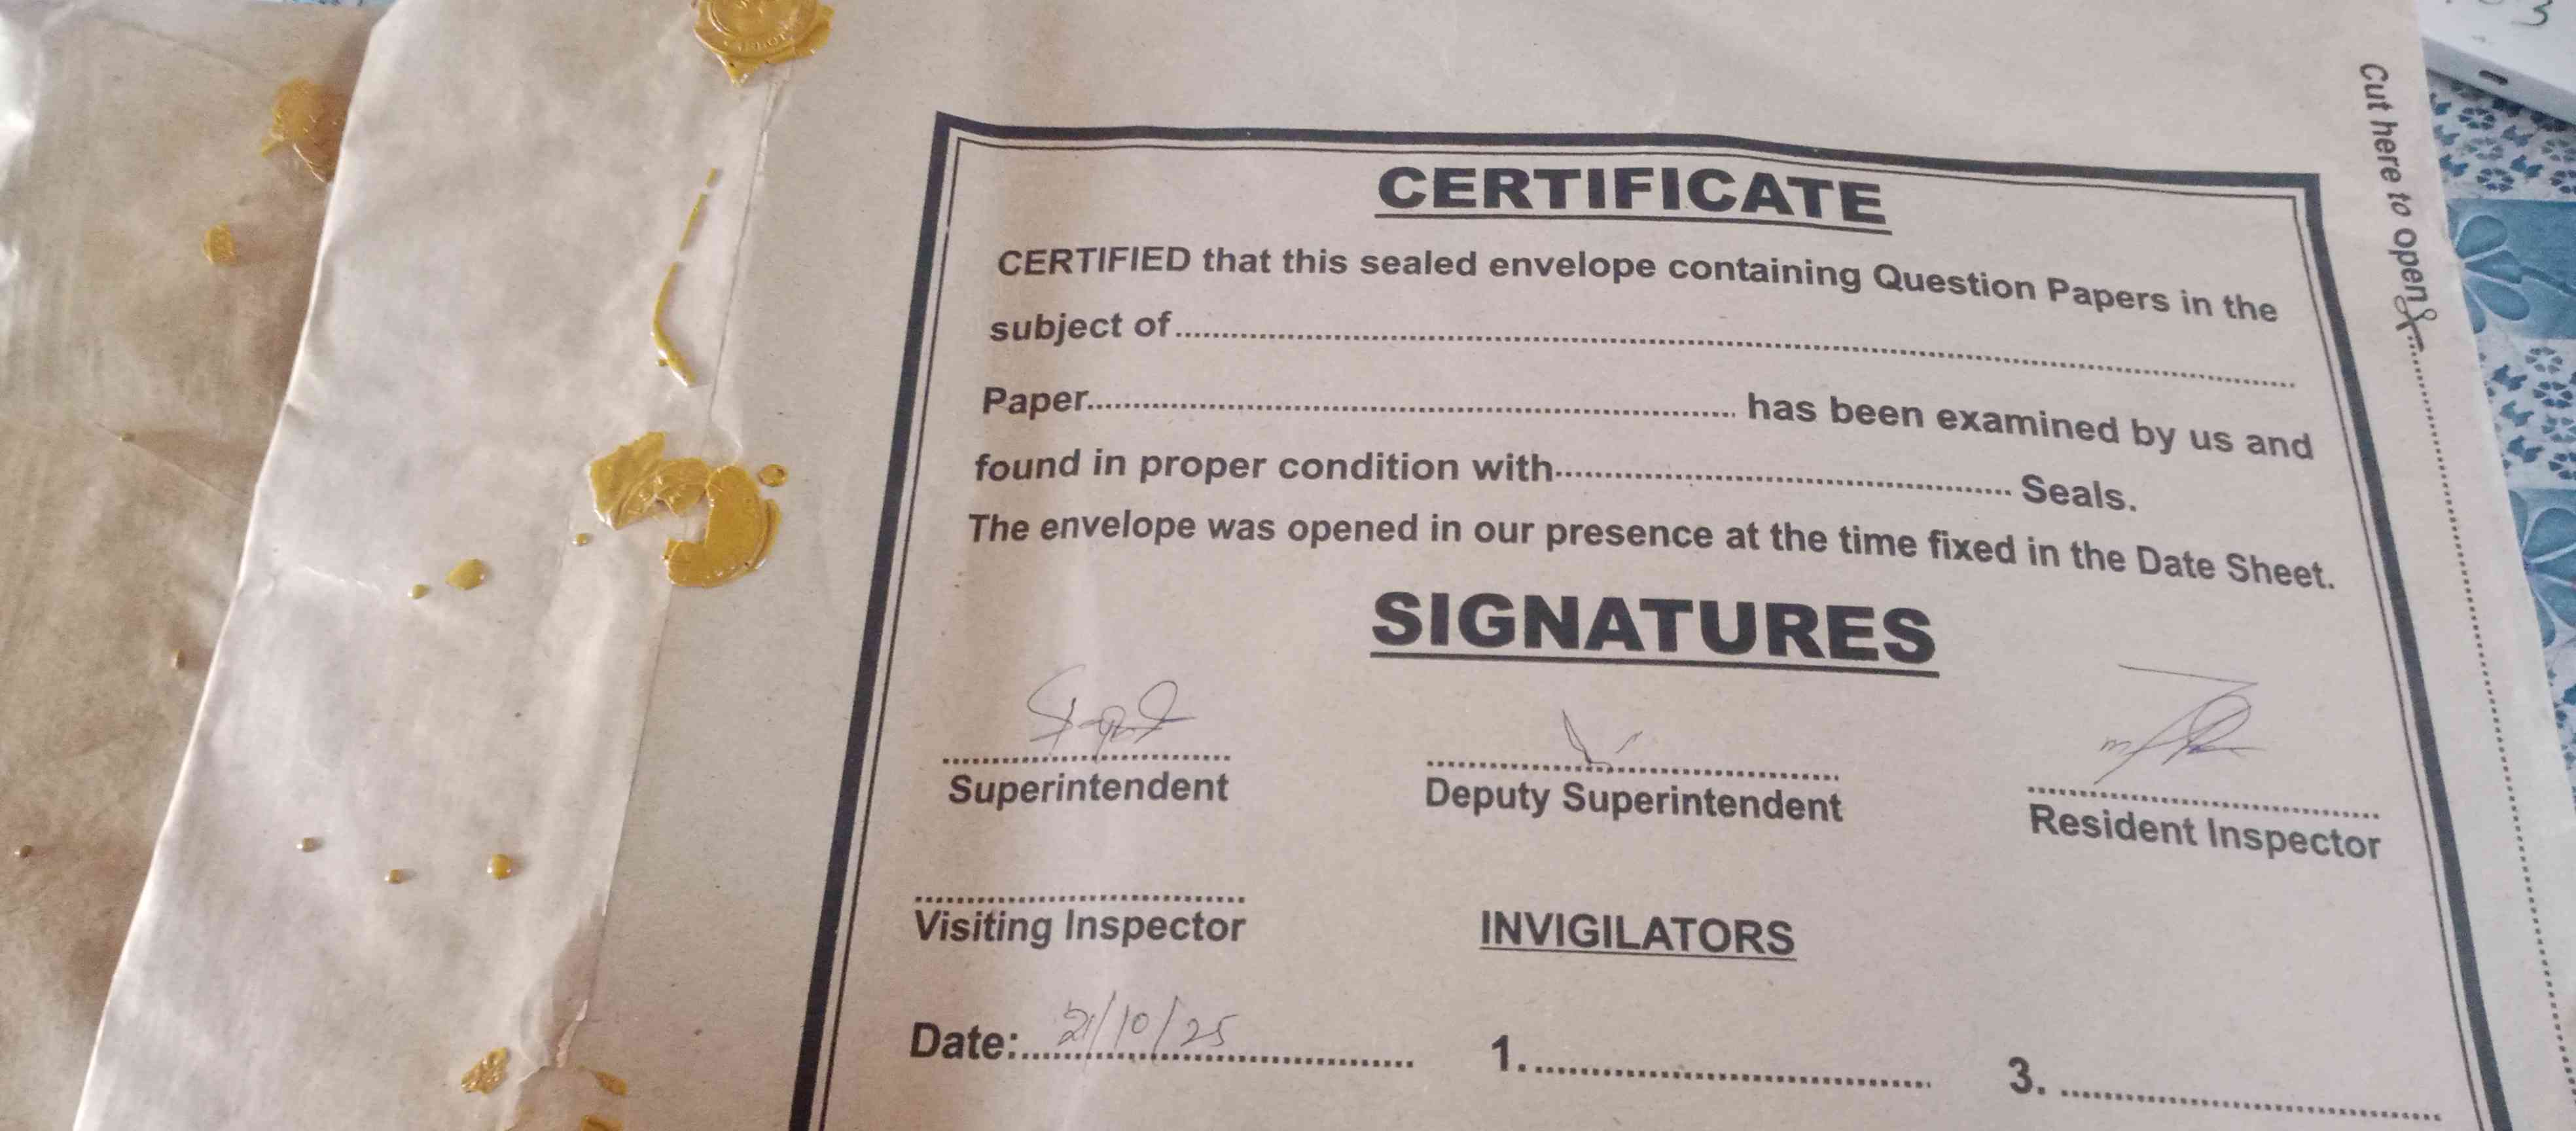 CERTIFICATE
CERTIFIED that this sealed envelope containing Question Papers in the
subject of
Paper has been examined by us and
found in proper condition with Seals.
The envelope was opened in our presence at the time fixed in the Date Sheet.
SIGNATURES
Superintendent Deputy Superintendent Resident Inspector
Visiting Inspector INVIGILATORS
Date: 21/10/25 1. 3.
Cut here to open